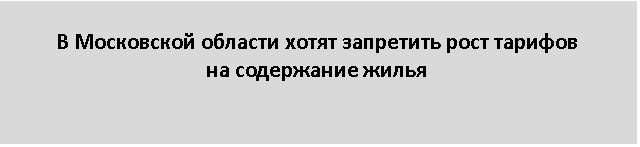 В Московской области хотят запретить рост тарифов
на содержание жилья